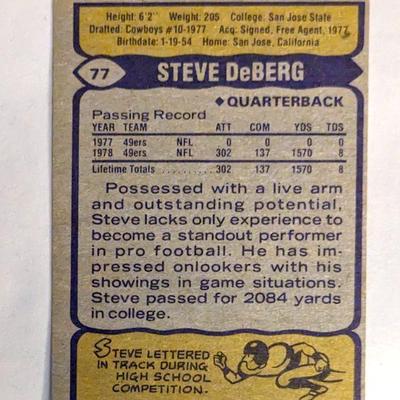 Height: 6'2" Weight: 205 College: San Jose State
Drafted: Cowboys #10-1977 Acq: Signed, Free Agent, 1977
Birthdate: 1-19-54 Home: San Jose, California
77 STEVE DeBERG
◆QUARTERBACK
Passing Record
YEAR TEAM ATT COM YDS TDS
1977 49ers NFL 0 0 0 0
1978 49ers NFL 302 137 1570 8
Lifetime Totals 302 137 1570 8
Possessed with a live arm
and outstanding potential,
Steve lacks only experience to
become a standout performer
in pro football. He has im-
pressed onlookers with his
showings in game situations.
Steve passed for 2084 yards
in college.
STEVE LETTERED
IN TRACK DURING
HIGH SCHOOL
COMPETITION.